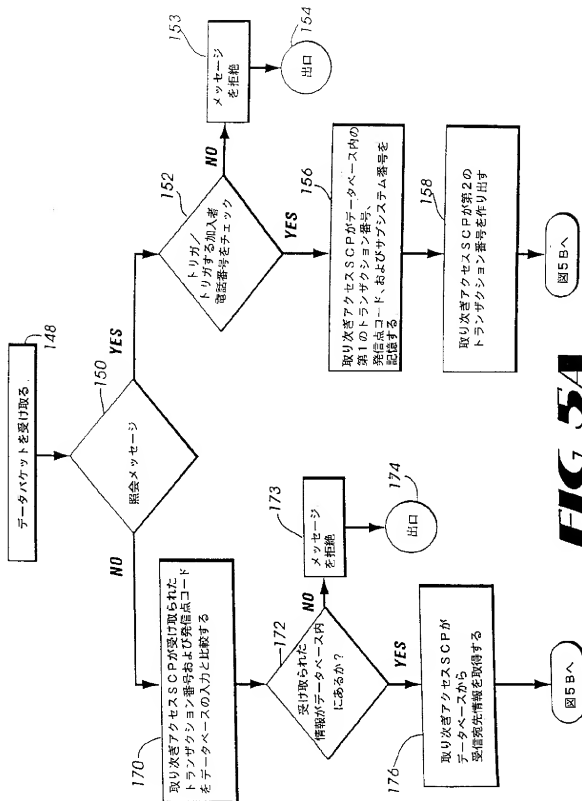 148
データパケットを受け取る
150
照会メッセージ
NO
YES
152
トリガ/
トリガする加入者
電話番号をチェック
NO
153
メッセージ
を拒絶
154
出口
YES
156
取り次ぎアクセスSCPがデータベース内の
第1のトランザクション番号、
発信点コード、およびサブシステム番号を
記憶する
158
取り次ぎアクセスSCPが第2の
トランザクション番号を作り出す
図5Bへ
170
取り次ぎアクセスSCPが受け取られた
トランザクション番号および発信点コード
をデータベースの入力と比較する
172
受け取られた
情報がデータベース内
にあるか?
NO
173
メッセージ
を拒絶
174
出口
YES
176
取り次ぎアクセスSCPが
データベースから
受信宛先情報を取得する
図5Bへ
FIG 5A